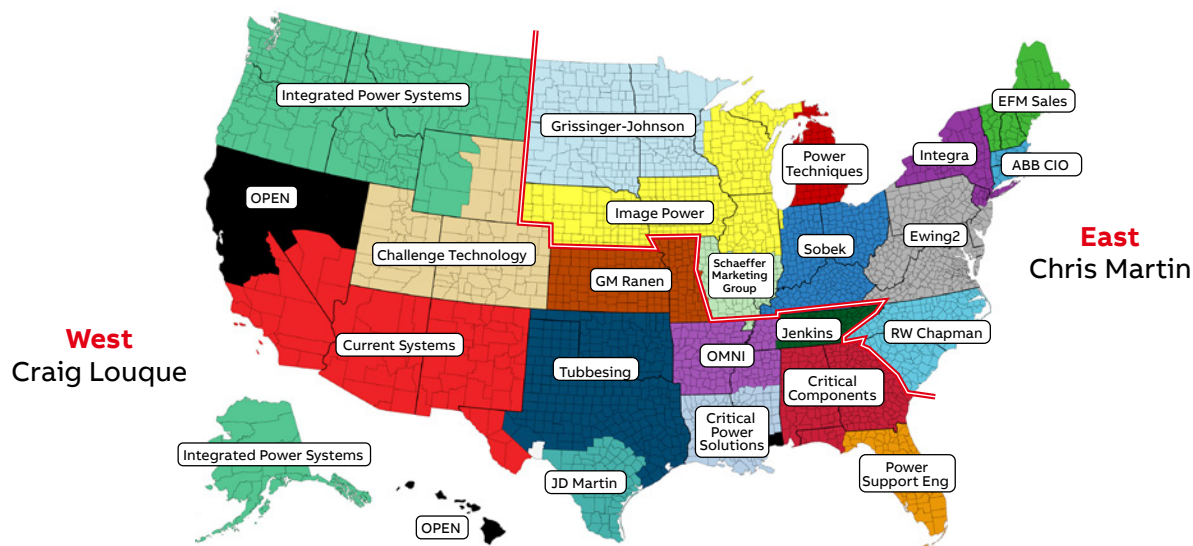 Integrated Power Systems
Grissinger-Johnson
EFM Sales
Power
Techniques
Integra
ABB CIO
OPEN
Image Power
Sobek
Ewing2
East
Chris Martin
Challenge Technology
GM Ranen
Schaeffer
Marketing
Group
West
Craig Louque
Current Systems
Jenkins
RW Chapman
OMNI
Tubbesing
Critical
Components
Critical
Power
Solutions
Integrated Power Systems
JD Martin
Power
Support Eng
OPEN